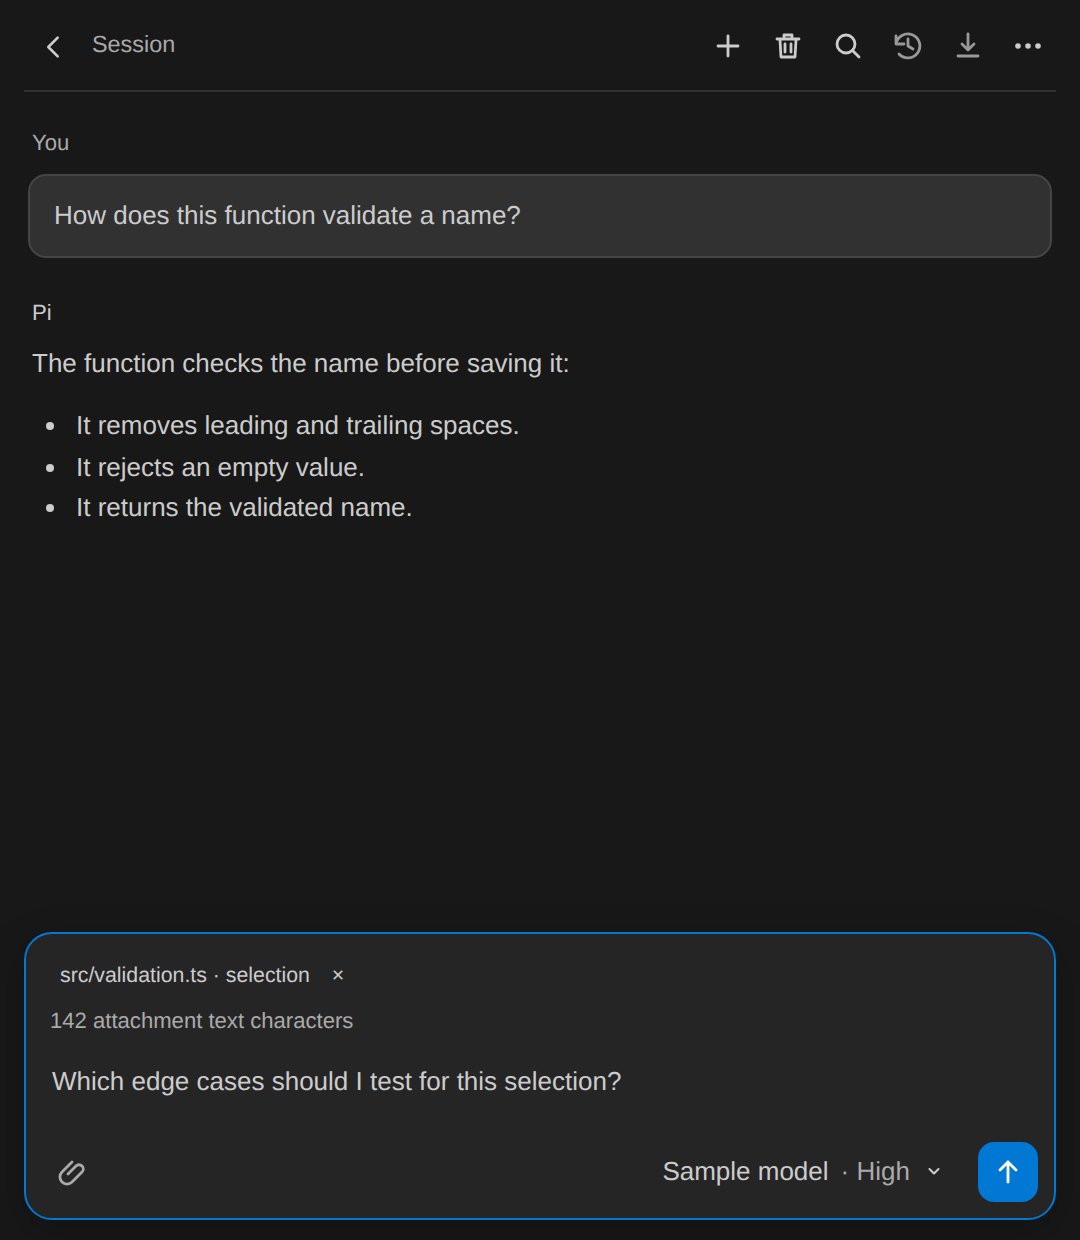 Session
You
How does this function validate a name?
Pi
The function checks the name before saving it:
• It removes leading and trailing spaces.
• It rejects an empty value.
• It returns the validated name.
src/validation.ts · selection ×
142 attachment text characters
Which edge cases should I test for this selection?
Sample model · High